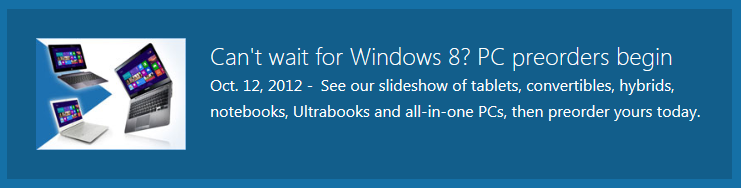 Can't wait for Windows 8? PC preorders begin
Oct. 12, 2012 - See our slideshow of tablets, convertibles, hybrids,
notebooks, Ultrabooks and all-in-one PCs, then preorder yours today.